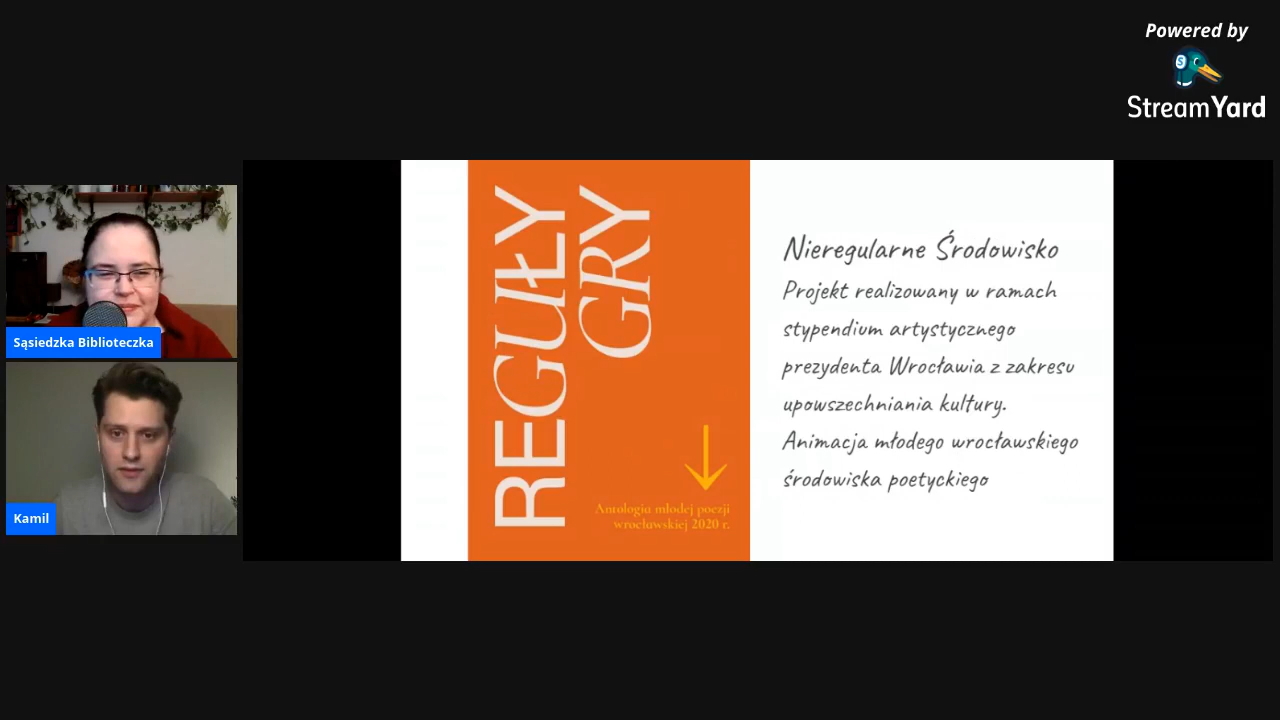 Powered by
StreamYard
Sąsiedzka Biblioteczka
Kamil
REGUŁY
GRY
Antologia młodej poezji
wrocławskiej 2020 r.
Nieregularne Środowisko
Projekt realizowany w ramach
stypendium artystycznego
prezydenta Wrocławia z zakresu
upowszechniania kultury.
Animacja młodego wrocławskiego
środowiska poetyckiego